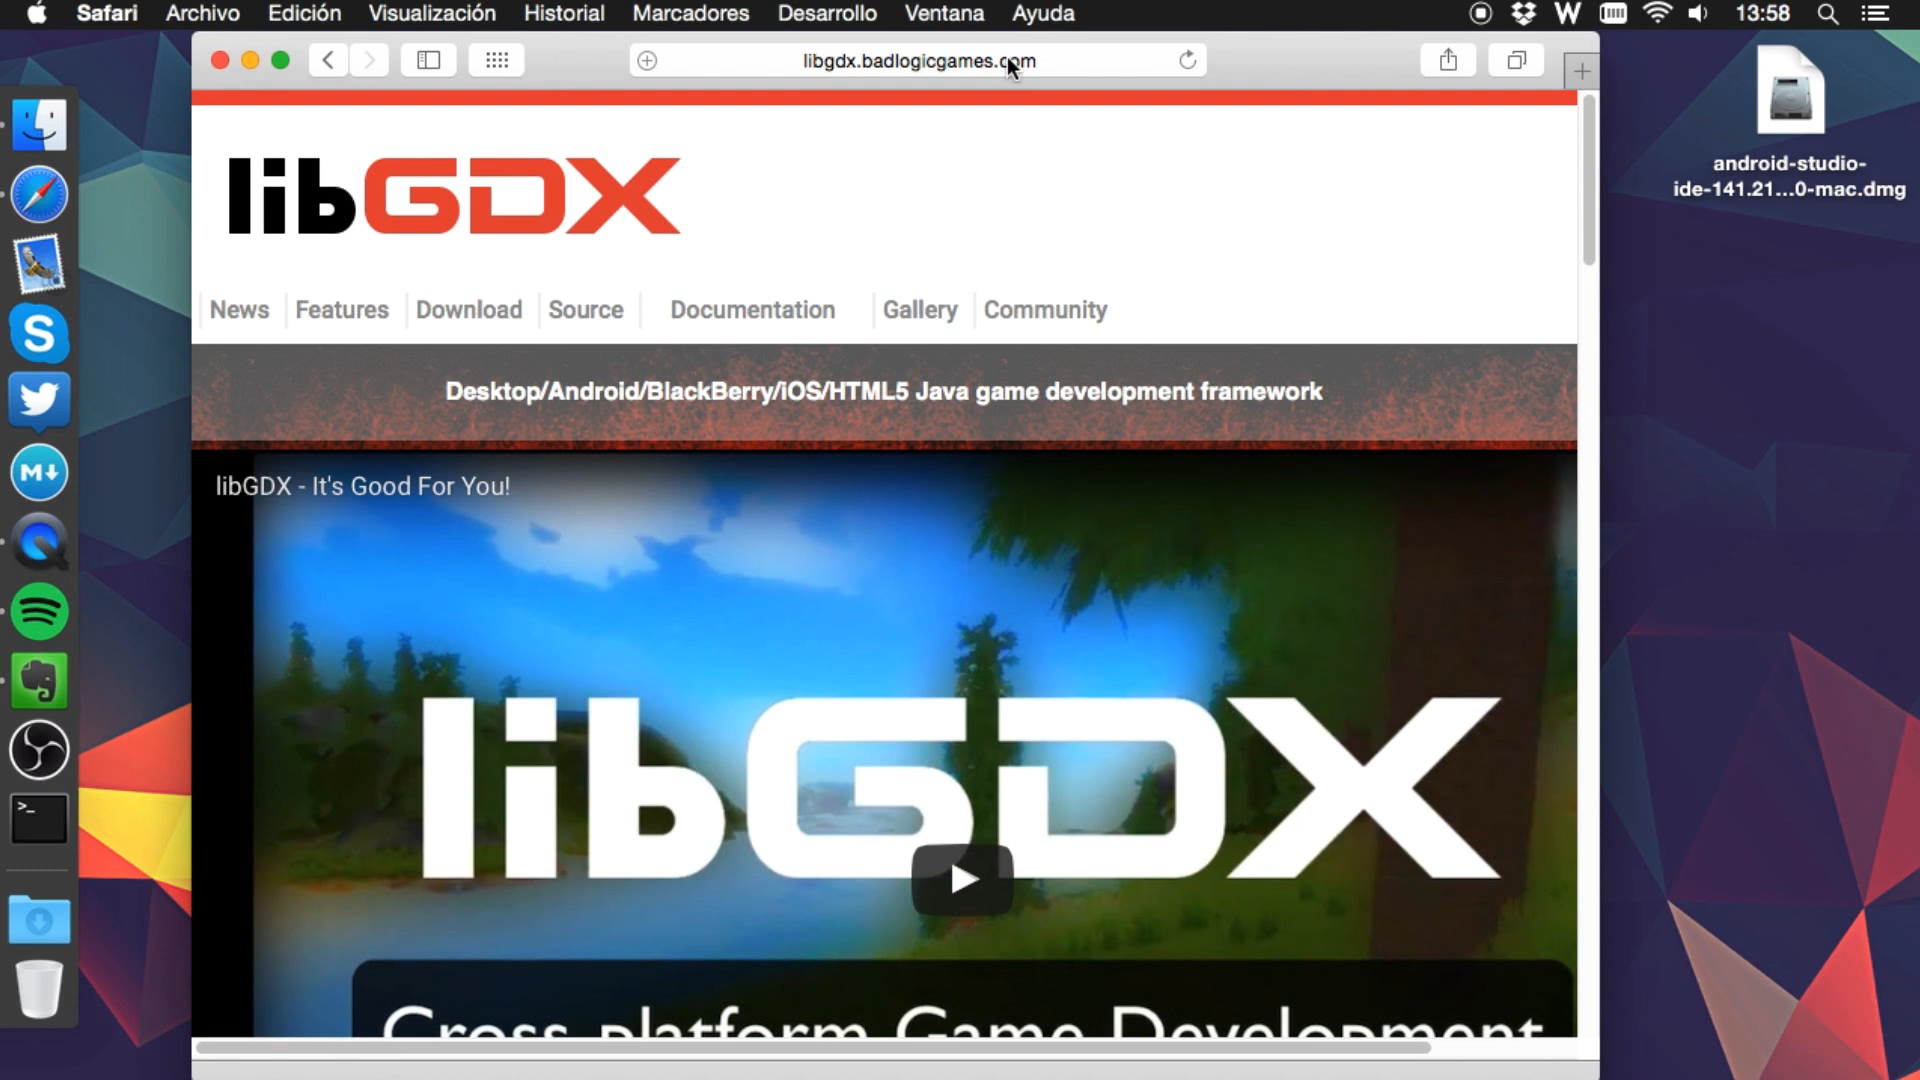 Safari Archivo Edición Visualización Historial Marcadores Desarrollo Ventana Ayuda 13:58
libgdx.badlogicgames.com
android-studio-
ide-141.21...0-mac.dmg
libGDX
News Features Download Source Documentation Gallery Community
Desktop/Android/BlackBerry/iOS/HTML5 Java game development framework
libGDX - It's Good For You!
libGDX
Cross-platform Game Development